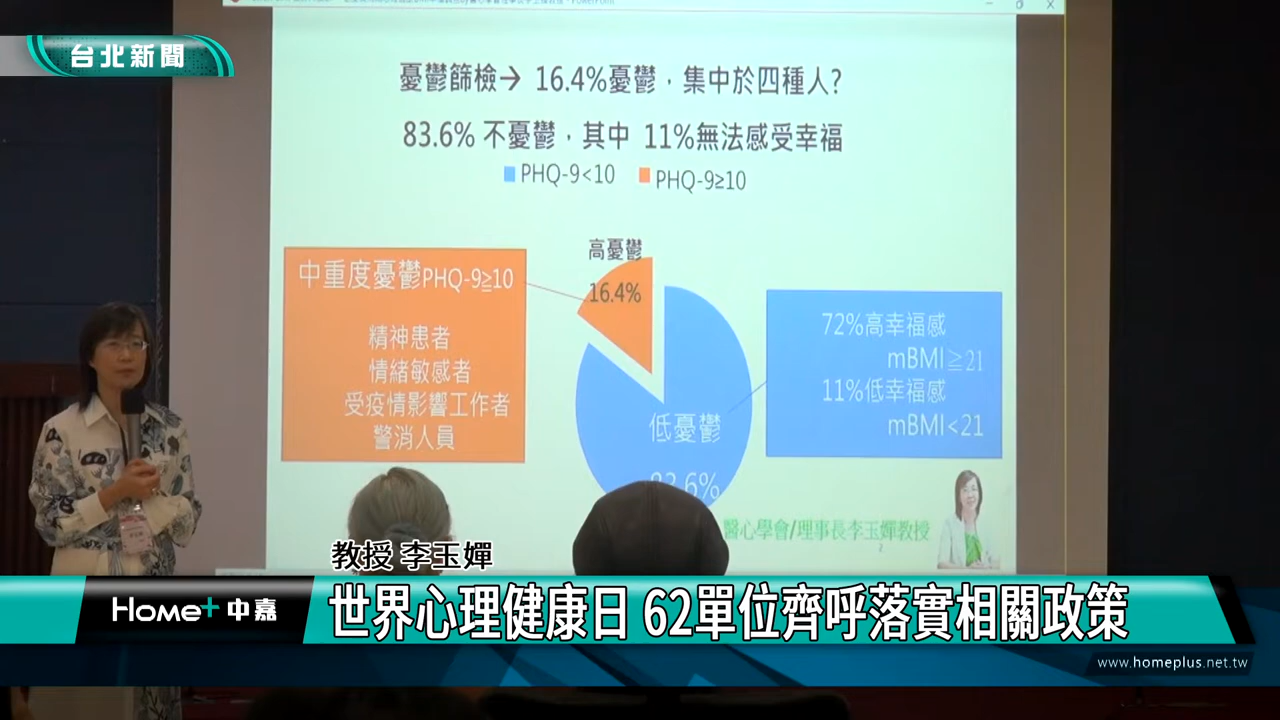 台北新聞
憂鬱篩檢→ 16.4%憂鬱，集中於四種人?
83.6% 不憂鬱，其中 11%無法感受幸福
PHQ-9<10 PHQ-9≥10
高憂鬱
16.4%
中重度憂鬱PHQ-9≧10
精神患者
情緒敏感者
受疫情影響工作者
警消人員
72%高幸福感
mBMI≧21
11%低幸福感
mBMI<21
低憂鬱
83.6%
醫心學會/理事長李玉嬋教授
教授 李玉嬋
Home+中嘉
世界心理健康日 62單位齊呼落實相關政策
www.homeplus.net.tw